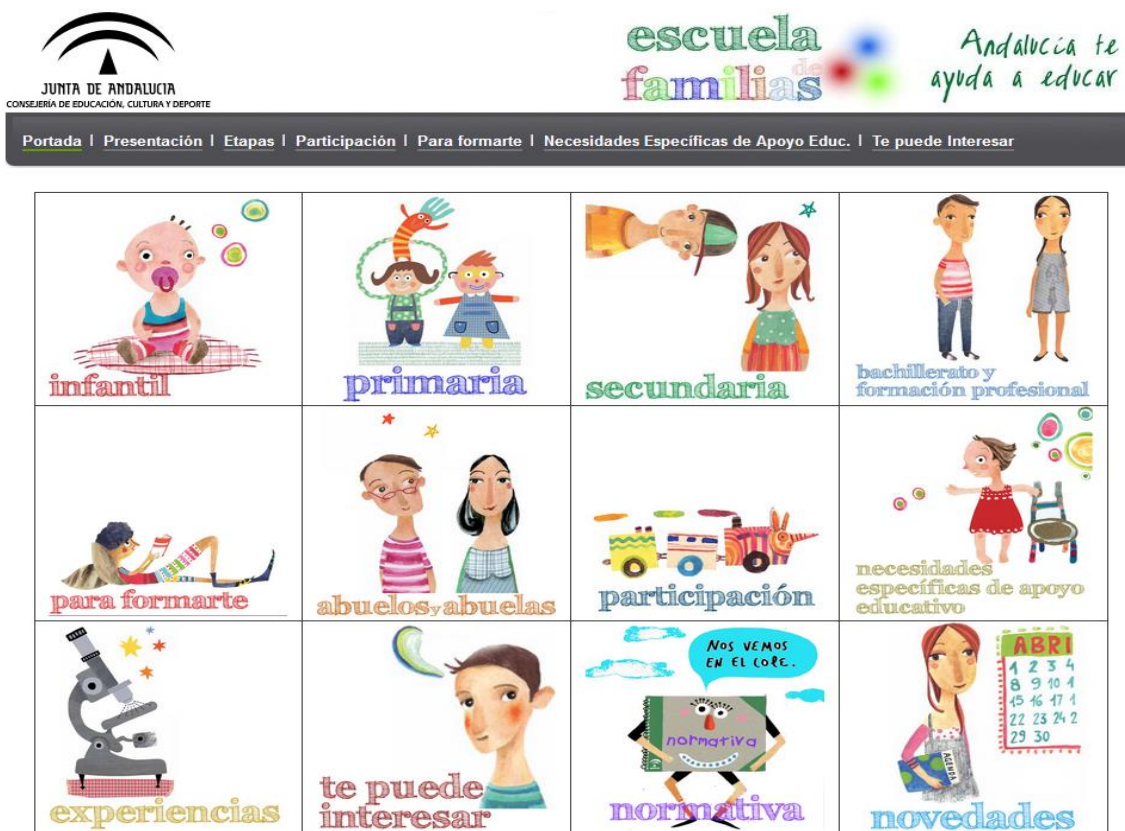 JUNTA DE ANDALUCIA
CONSEJERÍA DE EDUCACIÓN, CULTURA Y DEPORTE
escuela
de
familias
Andalucía te
ayuda a educar
Portada | Presentación | Etapas | Participación | Para formarte | Necesidades Específicas de Apoyo Educ. | Te puede Interesar
infantil
primaria
secundaria
bachillerato y
formación profesional
para formarte
abuelos y abuelas
participación
necesidades
específicas de apoyo
educativo
experiencias
te puede
interesar
NOS VEMOS
EN EL COLE.
normativa
normativa
ABRI
1 2 3 4
8 9 10 1
15 16 17 1
22 23 24 2
29 30
AGENDA
novedades